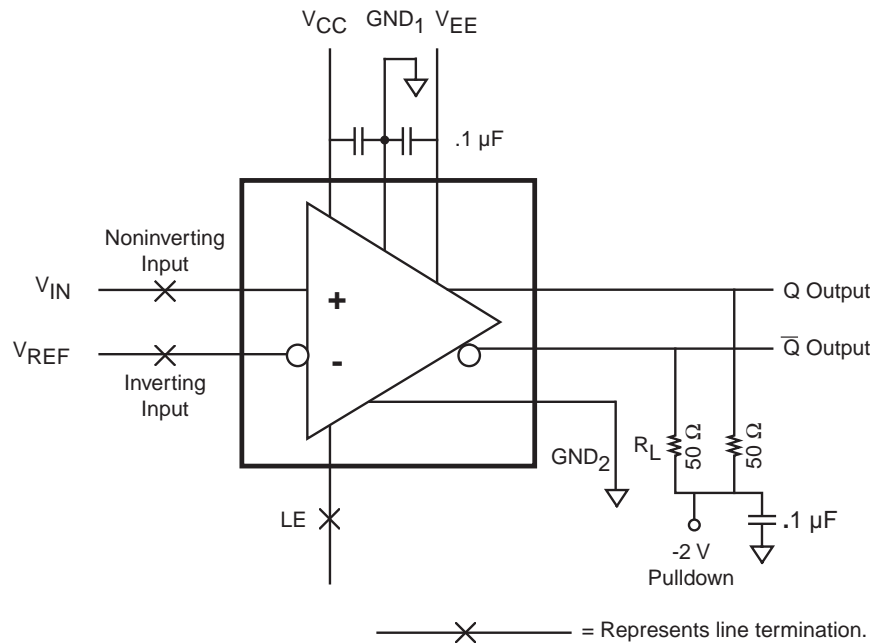 VCC GND1 VEE
.1 µF
Noninverting
Input
VIN
+
Q Output
VREF
-
Q̅ Output
Inverting
Input
RL
50 Ω
50 Ω
GND2
LE
.1 µF
-2 V
Pulldown
= Represents line termination.